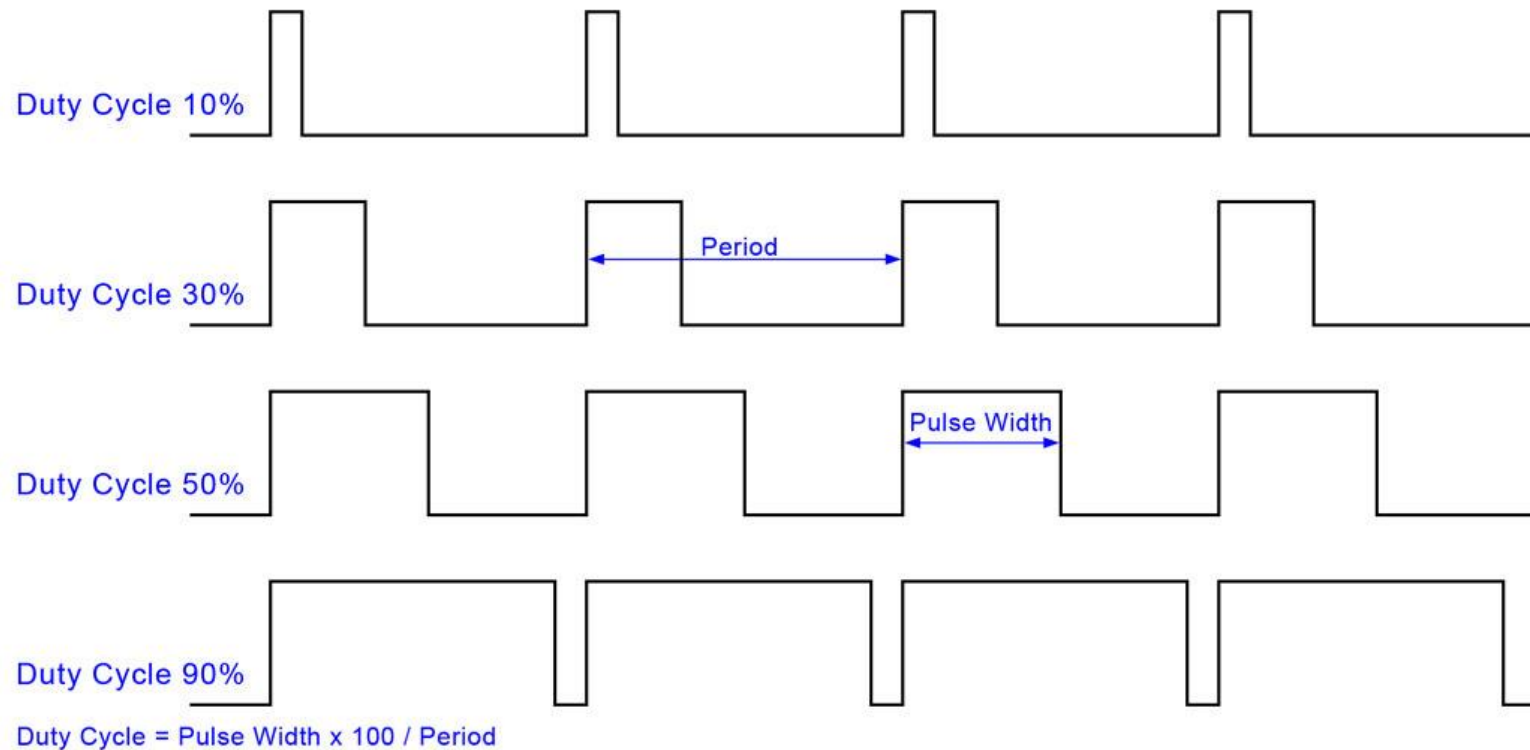 Duty Cycle 10%
Period
Duty Cycle 30%
Pulse Width
Duty Cycle 50%
Duty Cycle 90%
Duty Cycle = Pulse Width x 100 / Period